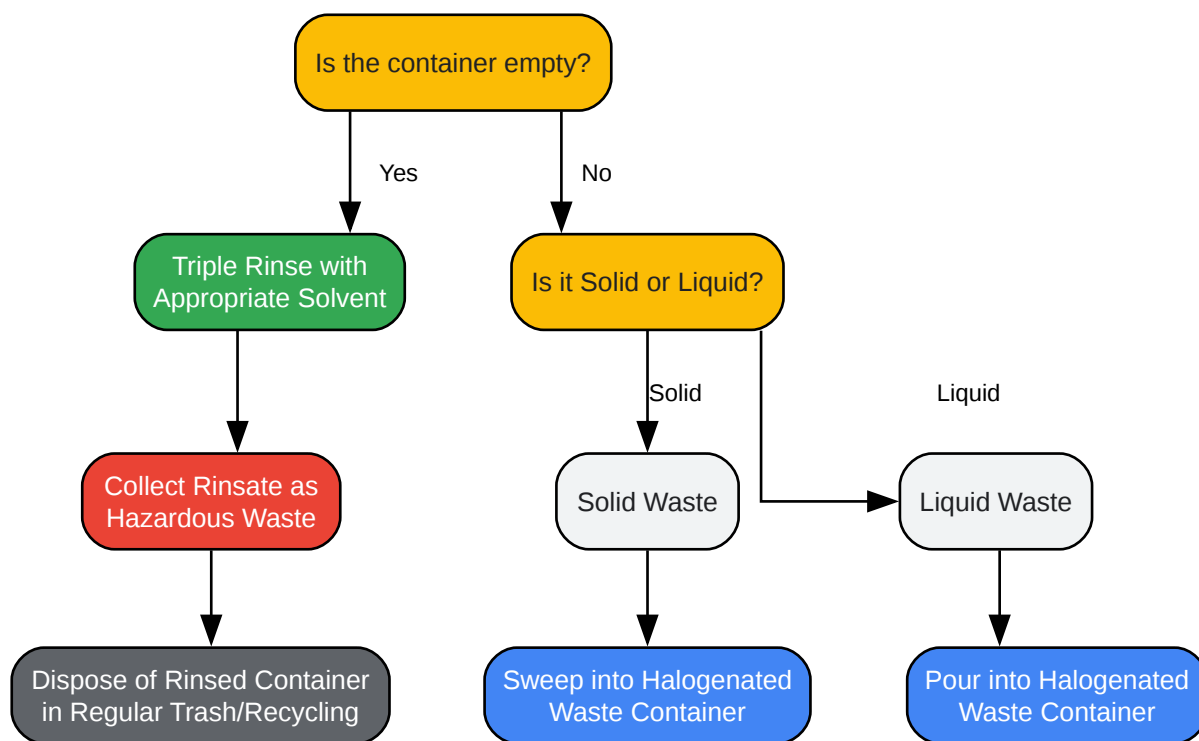 Is the container empty?
Yes
No
Triple Rinse with
Appropriate Solvent
Is it Solid or Liquid?
Solid
Liquid
Collect Rinsate as
Hazardous Waste
Solid Waste
Liquid Waste
Dispose of Rinsed Container
in Regular Trash/Recycling
Sweep into Halogenated
Waste Container
Pour into Halogenated
Waste Container